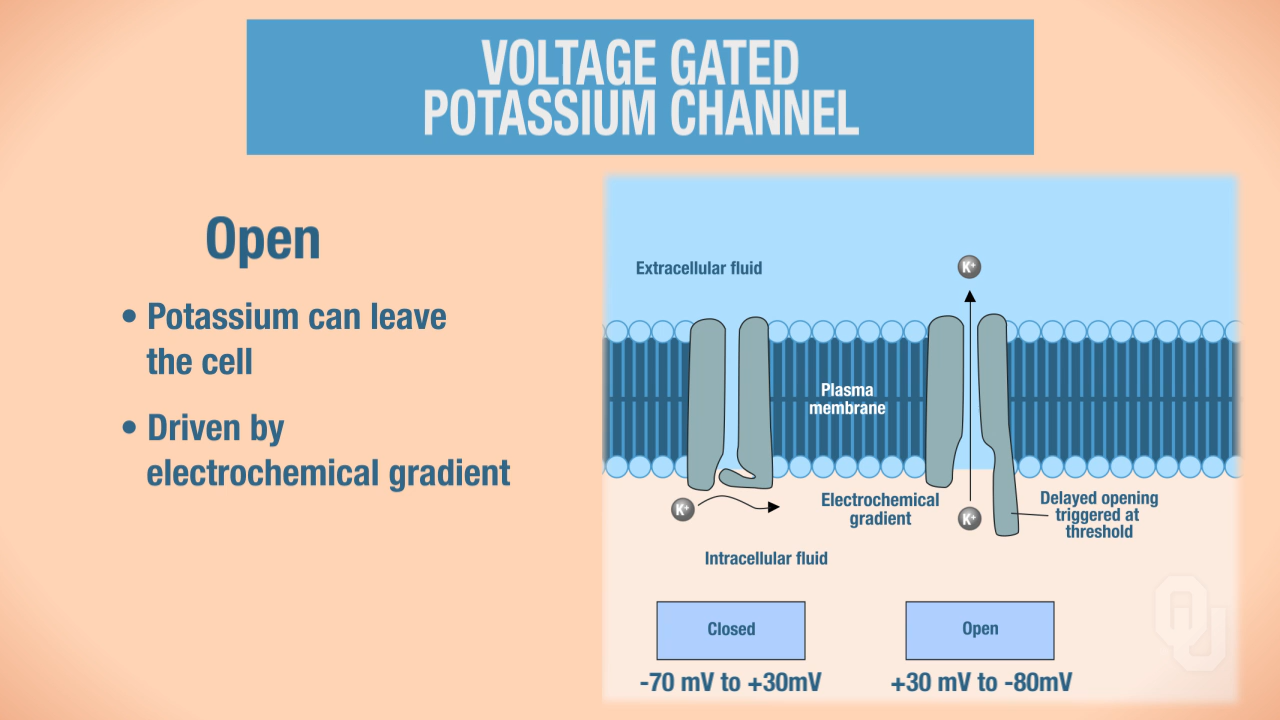 VOLTAGE GATED
POTASSIUM CHANNEL
Open
• Potassium can leave
the cell
• Driven by
electrochemical gradient
Extracellular fluid
K+
Plasma
membrane
K+
Electrochemical
gradient
K+
Delayed opening
triggered at
threshold
Intracellular fluid
Closed
Open
-70 mV to +30mV
+30 mV to -80mV
OU